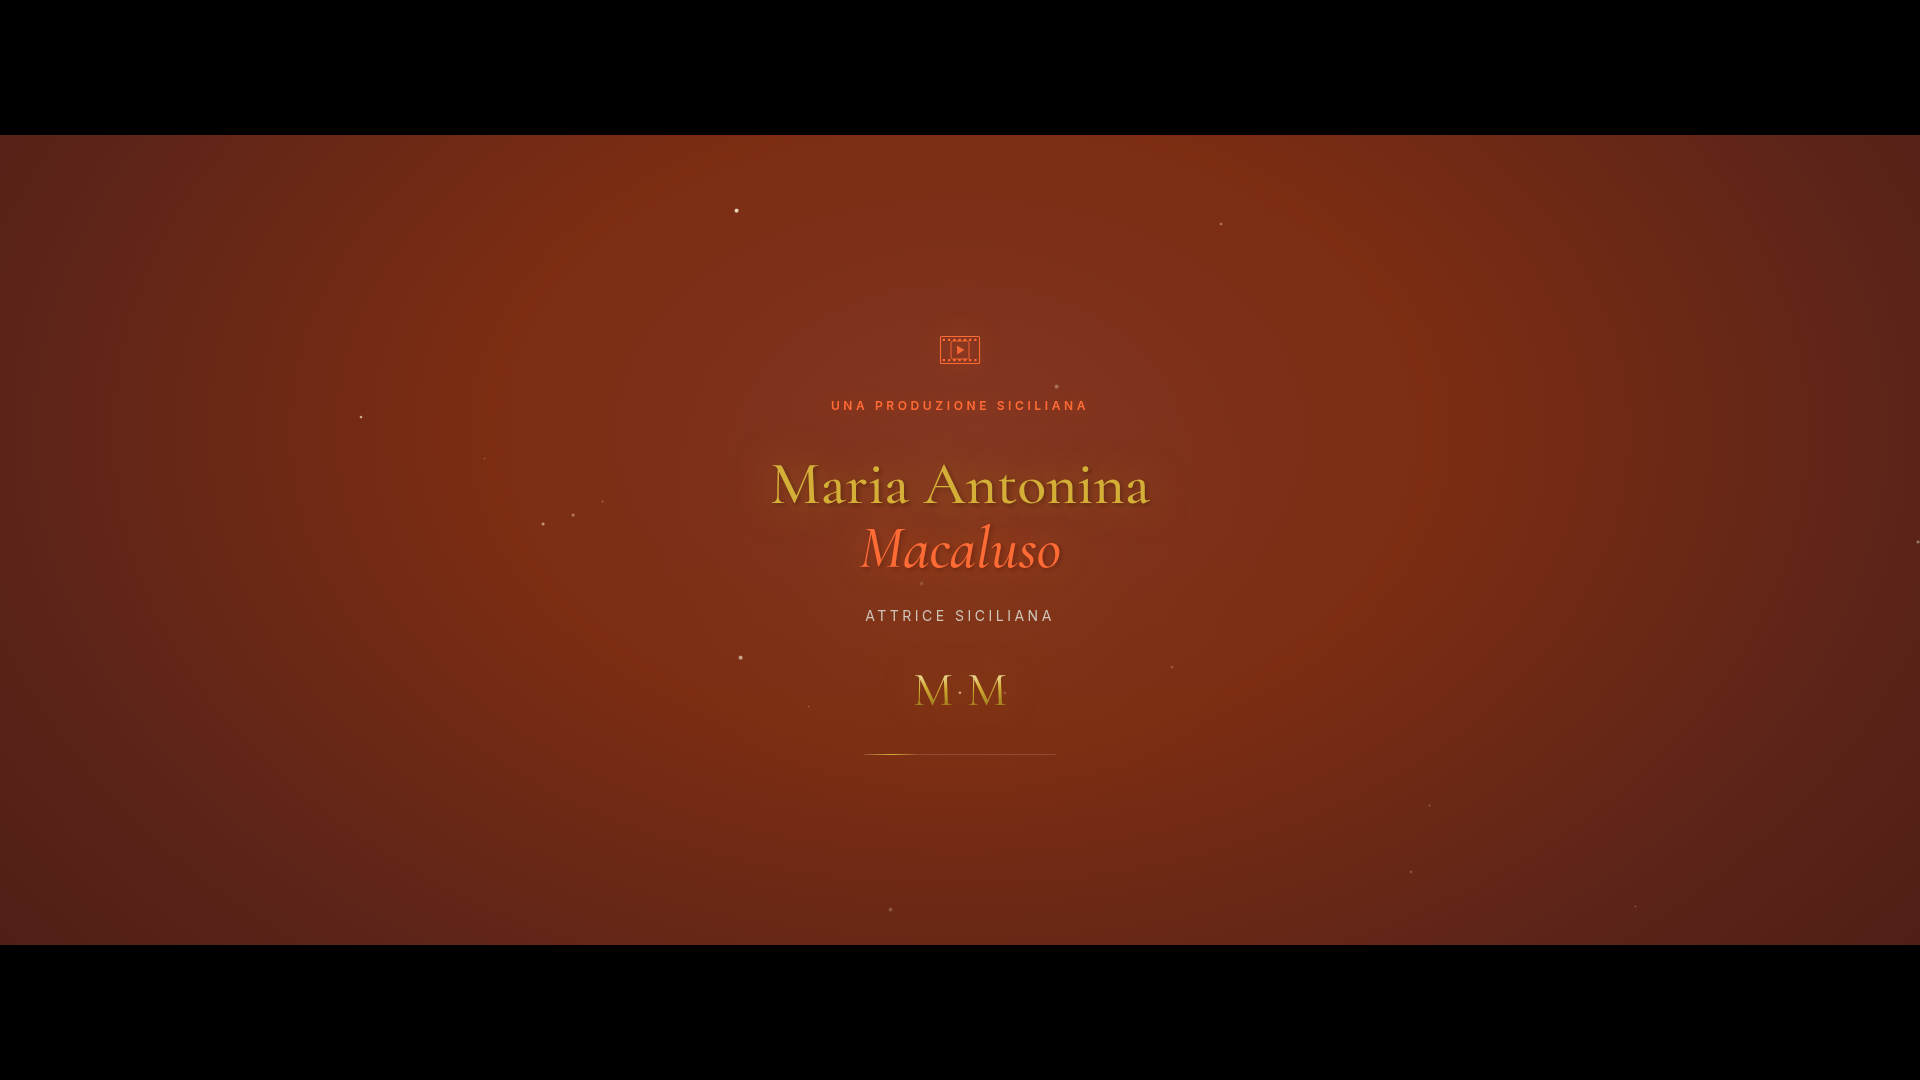 UNA PRODUZIONE SICILIANA
Maria Antonina
Macaluso
ATTRICE SICILIANA
M·M